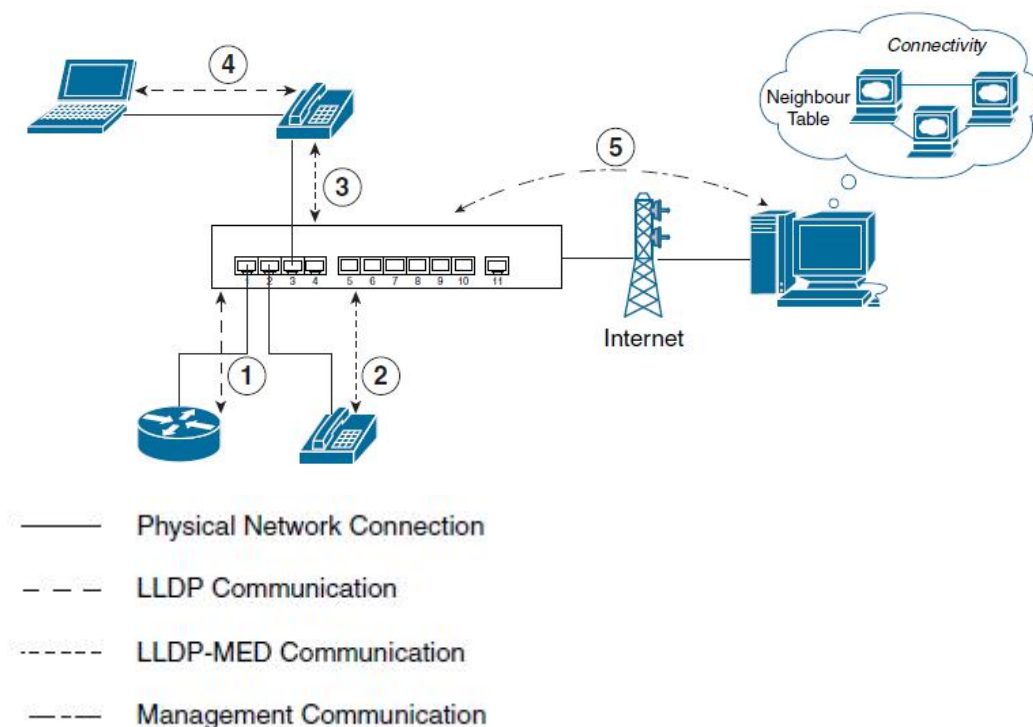 Connectivity
Neighbour
Table
4
5
3
1 2 3 4 5 6 7 8 9 10 11
Internet
1
2
Physical Network Connection
LLDP Communication
LLDP-MED Communication
Management Communication